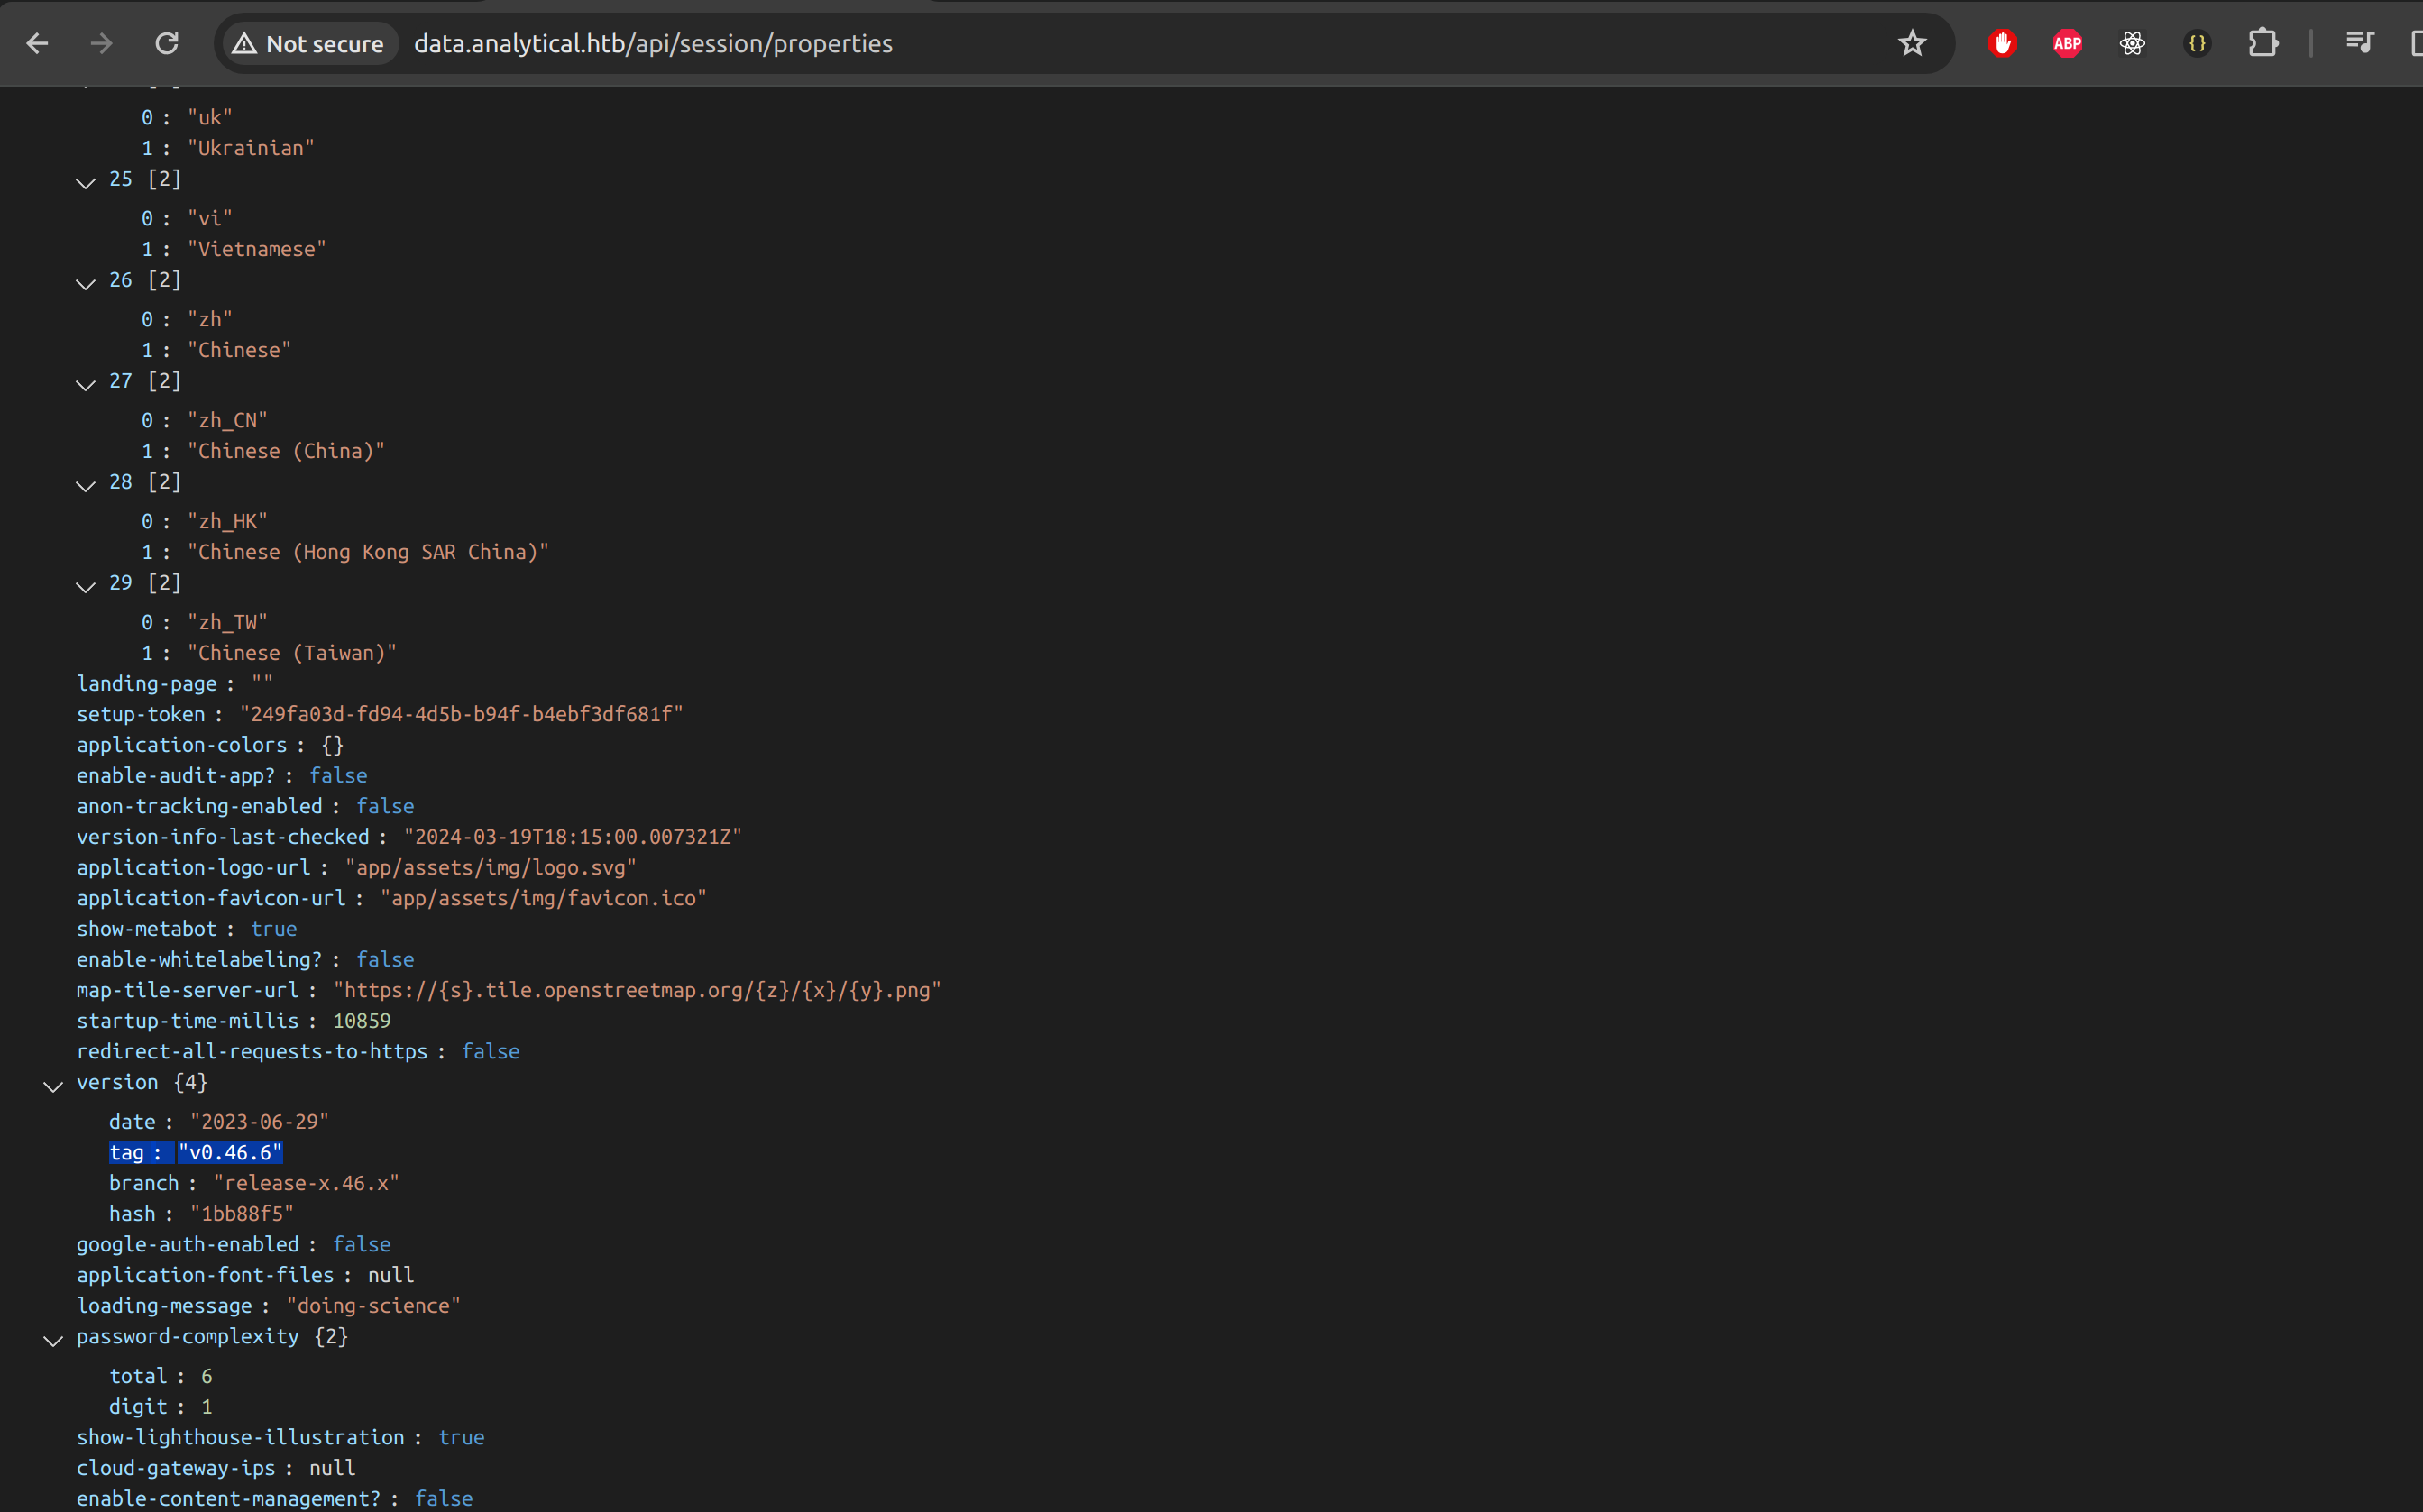 Not secure data.analytical.htb/api/session/properties ABP {}
0 : "uk"
1 : "Ukrainian"
25 [2]
0 : "vi"
1 : "Vietnamese"
26 [2]
0 : "zh"
1 : "Chinese"
27 [2]
0 : "zh_CN"
1 : "Chinese (China)"
28 [2]
0 : "zh_HK"
1 : "Chinese (Hong Kong SAR China)"
29 [2]
0 : "zh_TW"
1 : "Chinese (Taiwan)"
landing-page : ""
setup-token : "249fa03d-fd94-4d5b-b94f-b4ebf3df681f"
application-colors : {}
enable-audit-app? : false
anon-tracking-enabled : false
version-info-last-checked : "2024-03-19T18:15:00.007321Z"
application-logo-url : "app/assets/img/logo.svg"
application-favicon-url : "app/assets/img/favicon.ico"
show-metabot : true
enable-whitelabeling? : false
map-tile-server-url : "https://{s}.tile.openstreetmap.org/{z}/{x}/{y}.png"
startup-time-millis : 10859
redirect-all-requests-to-https : false
version {4}
date : "2023-06-29"
tag : "v0.46.6"
branch : "release-x.46.x"
hash : "1bb88f5"
google-auth-enabled : false
application-font-files : null
loading-message : "doing-science"
password-complexity {2}
total : 6
digit : 1
show-lighthouse-illustration : true
cloud-gateway-ips : null
enable-content-management? : false